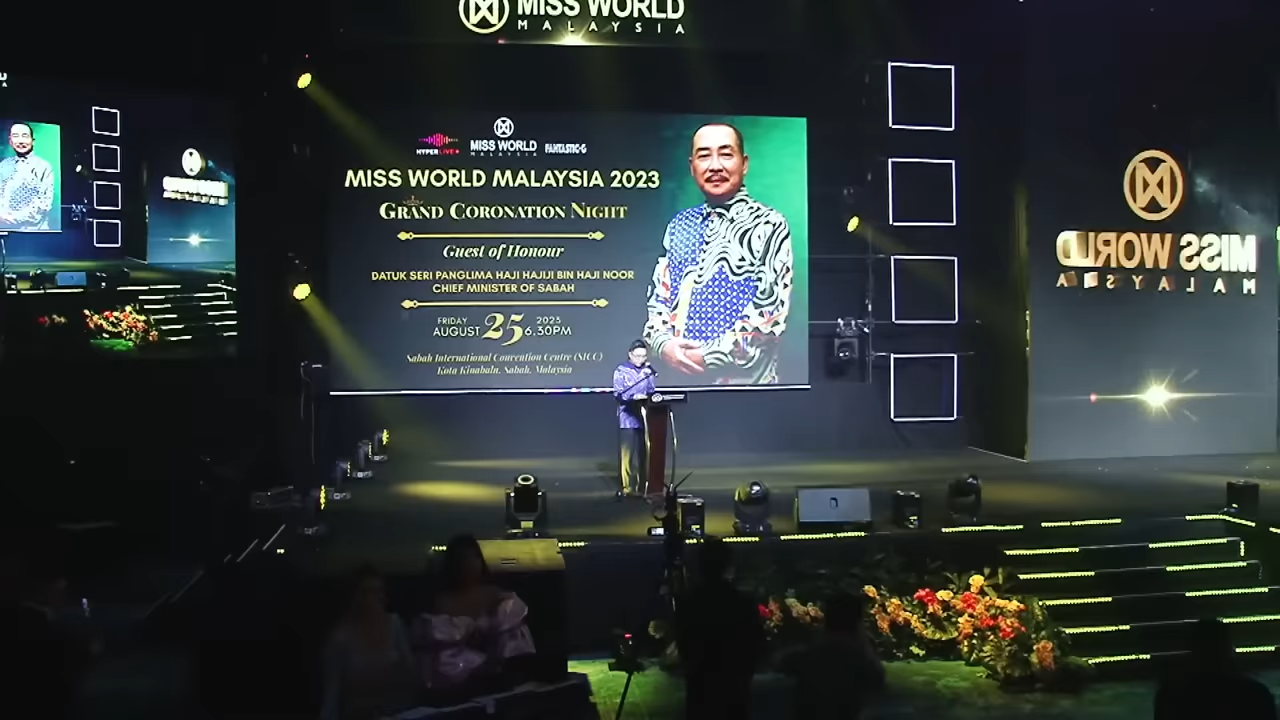 MISS WORLD
MALAYSIA
HYPERLIVE
MISS WORLD
MALAYSIA
FANTASTIC-G
MISS WORLD MALAYSIA 2023
GRAND CORONATION NIGHT
Guest of Honour
DATUK SERI PANGLIMA HAJI HAJIJI BIN HAJI NOOR
CHIEF MINISTER OF SABAH
FRIDAY
AUGUST 25 2023
6.30PM
Sabah International Convention Centre (SICC)
Kota Kinabalu, Sabah, Malaysia
MISS WORLD
MALAYSIA